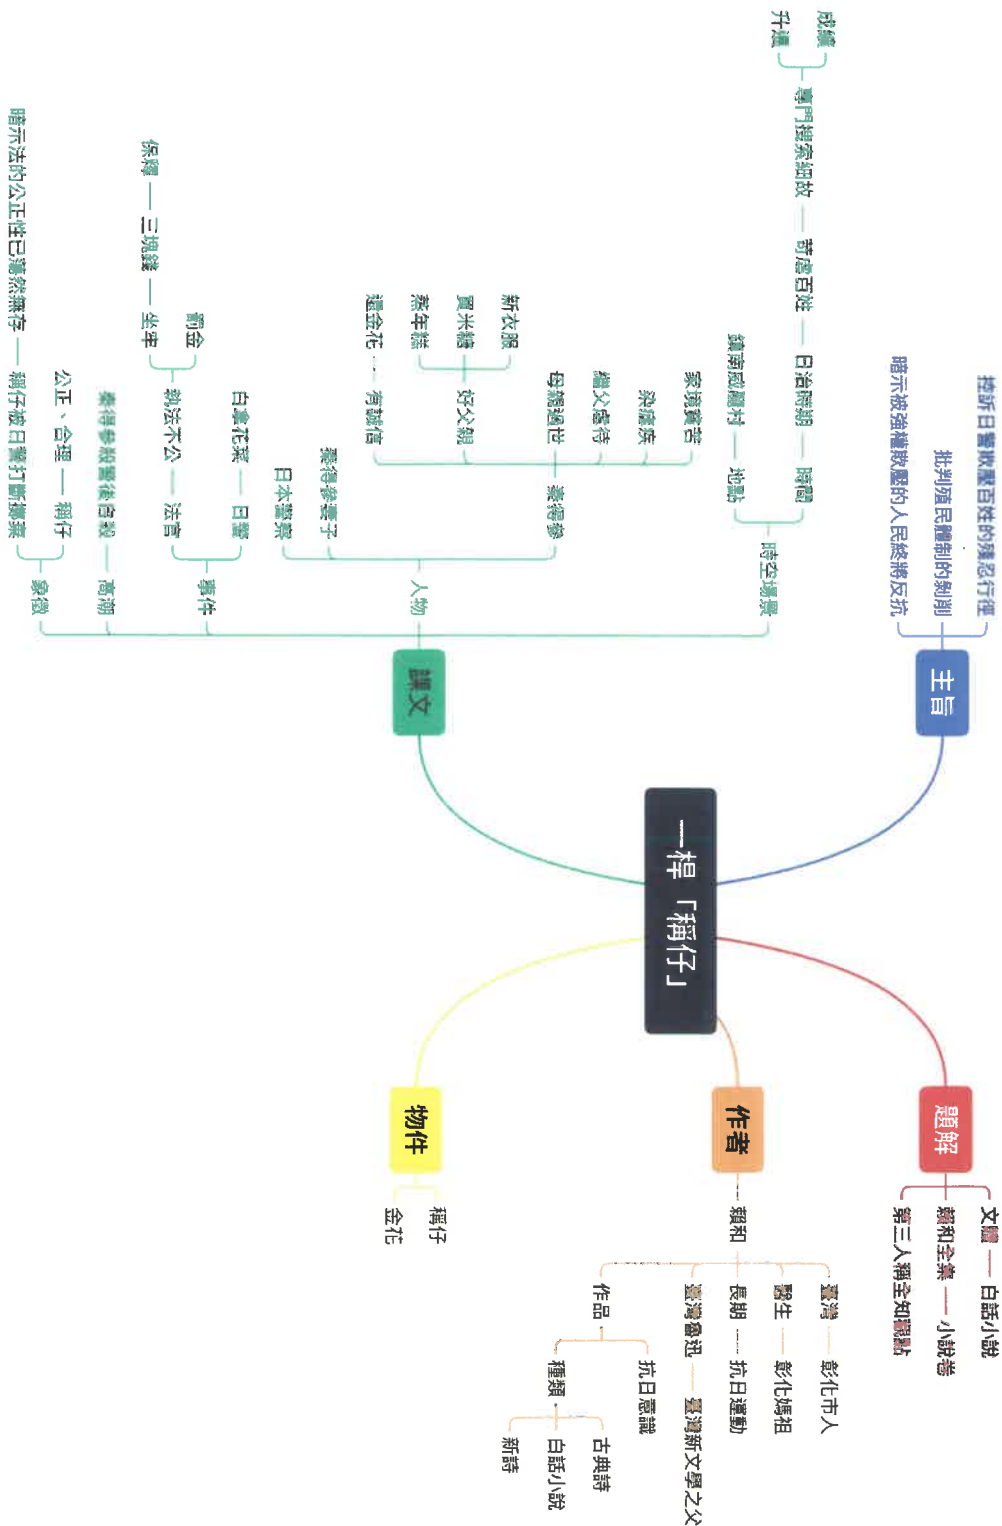 一桿「稱仔」
主旨
控訴日警欺壓百姓的殘忍行徑
批判殖民體制的剝削
暗示被強權欺壓的人民終將反抗
題解
文體
白話小說
賴和全集
小說卷
第三人稱全知觀點
作者
賴和
臺灣
彰化市人
醫生
彰化媽祖
長期
抗日運動
臺灣魯迅
臺灣新文學之父
作品
抗日意識
種類
古典詩
白話小說
新詩
物件
稱仔
金花
課文
時空場景
時間
日治時期
苛虐百姓
專門搜索細故
成績
升遷
地點
鎮南威麗村
人物
秦得參
家境貧苦
染瘧疾
繼父虐待
母親過世
好父親
新衣服
買米糖
蒸年糕
有誠信
還金花
秦得參妻子
日本警察
事件
日警
白拿花菜
法官
執法不公
罰金
坐牢
三塊錢
保釋
高潮
秦得參殺警後自殺
象徵
稱仔
公正、合理
稱仔被日警打斷擲棄
暗示法的公正性已蕩然無存